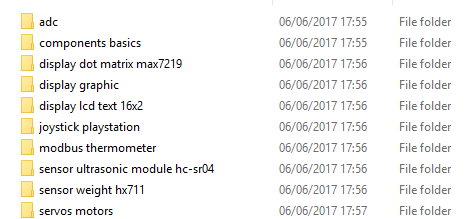 adc 06/06/2017 17:55 File folder
components basics 06/06/2017 17:55 File folder
display dot matrix max7219 06/06/2017 17:56 File folder
display graphic 06/06/2017 17:56 File folder
display lcd text 16x2 06/06/2017 17:56 File folder
joystick playstation 06/06/2017 17:56 File folder
modbus thermometer 06/06/2017 17:56 File folder
sensor ultrasonic module hc-sr04 06/06/2017 17:56 File folder
sensor weight hx711 06/06/2017 17:56 File folder
servos motors 06/06/2017 17:57 File folder